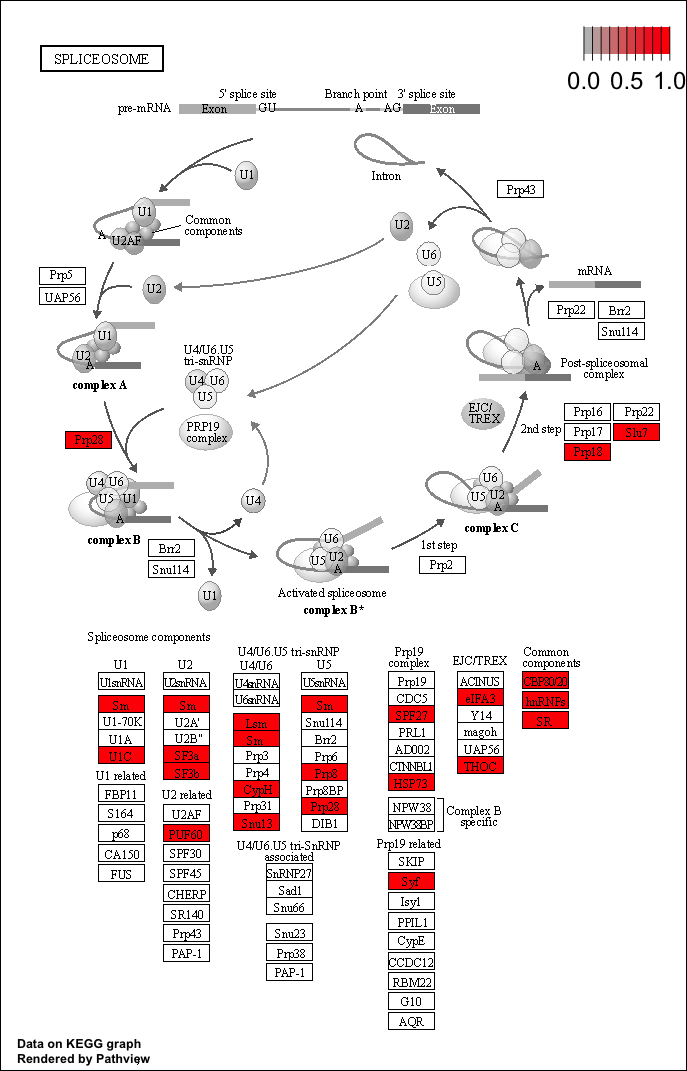 SPLICEOSOME
0.0 0.5 1.0
5' splice site
Branch point
3' splice site
pre-mRNA
Exon
GU
A
AG
Exon
Intron
Prp43
U1
U1
A
U2AF
Common
components
U2
U6
U5
mRNA
Prp5
UAP56
U2
Prp22
Brr2
Snu114
U1
U2
A
complex A
U4/U6.U5
tri-snRNP
U4
U6
U5
PRP19
complex
A
Post-spliceosomal
complex
EJC/
TREX
2nd step
Prp16
Prp22
Prp17
Slu7
Prp18
Prp28
U4
U6
U5
U1
A
complex B
U4
U6
U5
U2
A
complex C
Brr2
Snu114
U1
U6
U5
U2
A
Activated spliceosome
complex B*
1st step
Prp2
Spliceosome components
U1
U1snRNA
Sm
U1-70K
U1A
U1C
U1 related
FBP11
S164
p68
CA150
FUS
U2
U2snRNA
Sm
U2A'
U2B"
SF3a
SF3b
U2 related
U2AF
PUF60
SPF30
SPF45
CHERP
SR140
Prp43
PAP-1
U4/U6.U5 tri-snRNP
U4/U6
U4snRNA
U6snRNA
Lsm
Sm
Prp3
Prp4
CypH
Prp31
Snu13
U5
U5snRNA
Sm
Snu114
Brr2
Prp6
Prp8
Prp8BP
Prp28
DIB1
U4/U6.U5 tri-SnRNP
associated
SnRNP27
Sad1
Snu66
Snu23
Prp38
PAP-1
Prp19
complex
Prp19
CDC5
SPF27
PRL1
AD002
CTNNBL1
HSP73
NPW38
NPW38BP
Complex B
specific
Prp19 related
SKIP
Syf
Isy1
PPIL1
CypE
CCDC12
RBM22
G10
AQR
EJC/TREX
ACINUS
eIFA3
Y14
magoh
UAP56
THOC
Common
components
CBP80/20
hnRNPs
SR
Data on KEGG graph
Rendered by Pathview